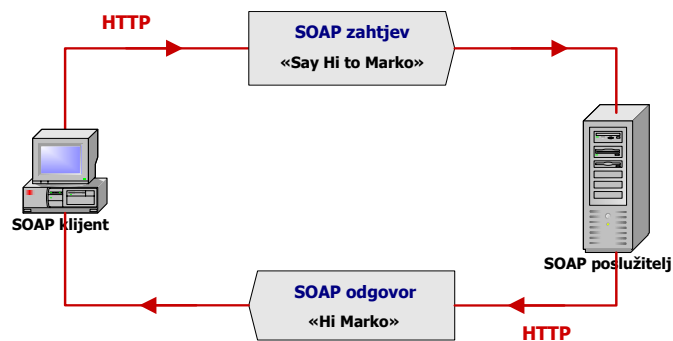 HTTP
SOAP zahtjev
«Say Hi to Marko»
SOAP klijent
SOAP poslužitelj
SOAP odgovor
«Hi Marko»
HTTP